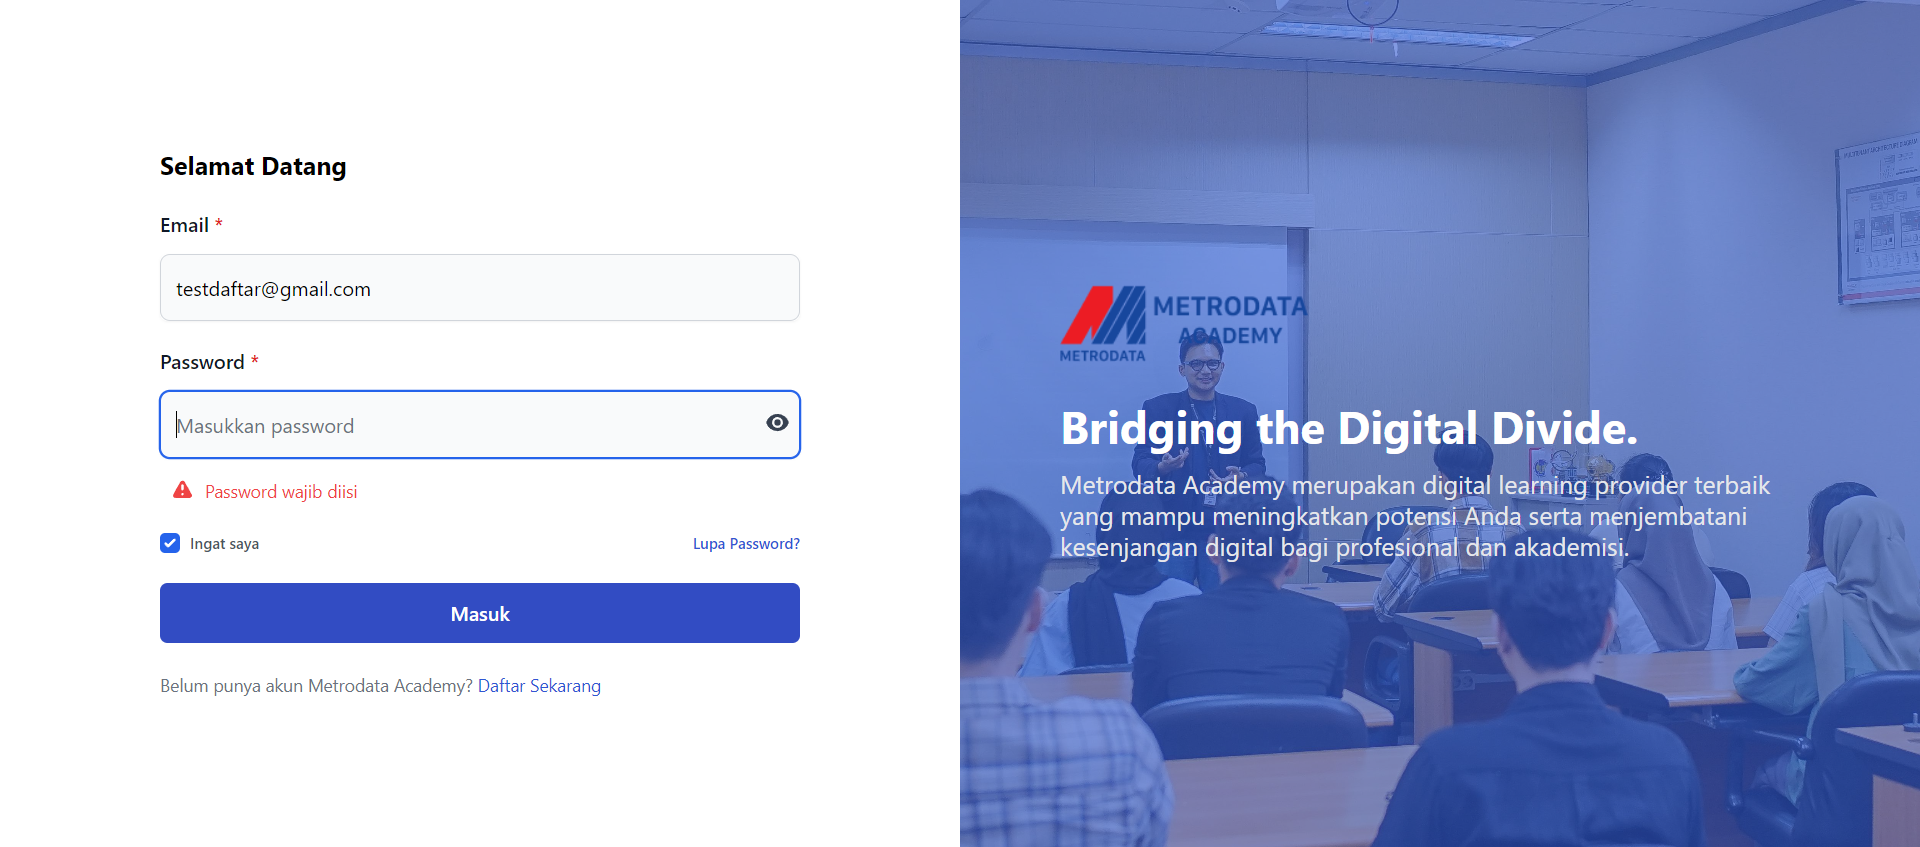 Selamat Datang
Email *
testdaftar@gmail.com
Password *
Masukkan password
Password wajib diisi
Ingat saya
Lupa Password?
Masuk
Belum punya akun Metrodata Academy? Daftar Sekarang
METRODATA
ACADEMY
METRODATA
Bridging the Digital Divide.
Metrodata Academy merupakan digital learning provider terbaik
yang mampu meningkatkan potensi Anda serta menjembatani
kesenjangan digital bagi profesional dan akademisi.